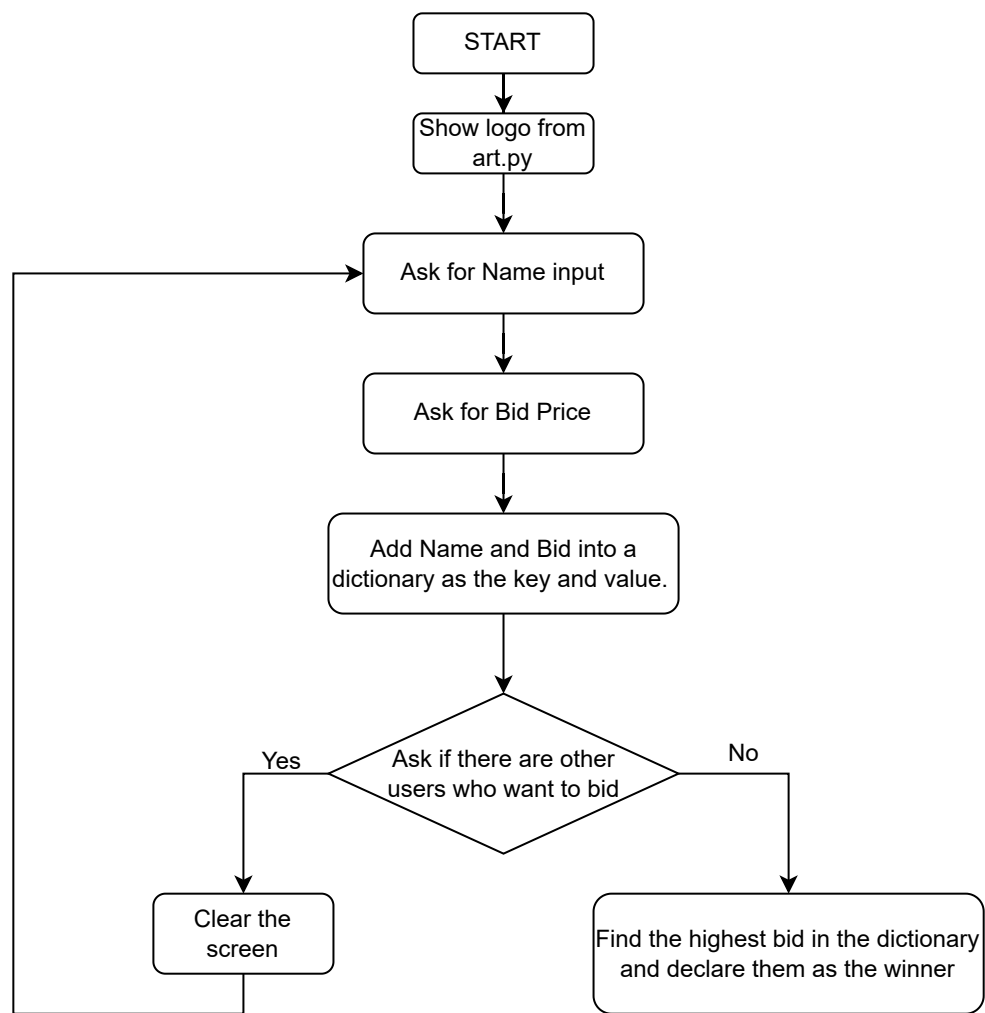 START
Show logo from
art.py
Ask for Name input
Ask for Bid Price
Add Name and Bid into a
dictionary as the key and value.
Ask if there are other
users who want to bid
Yes
No
Clear the
screen
Find the highest bid in the dictionary
and declare them as the winner